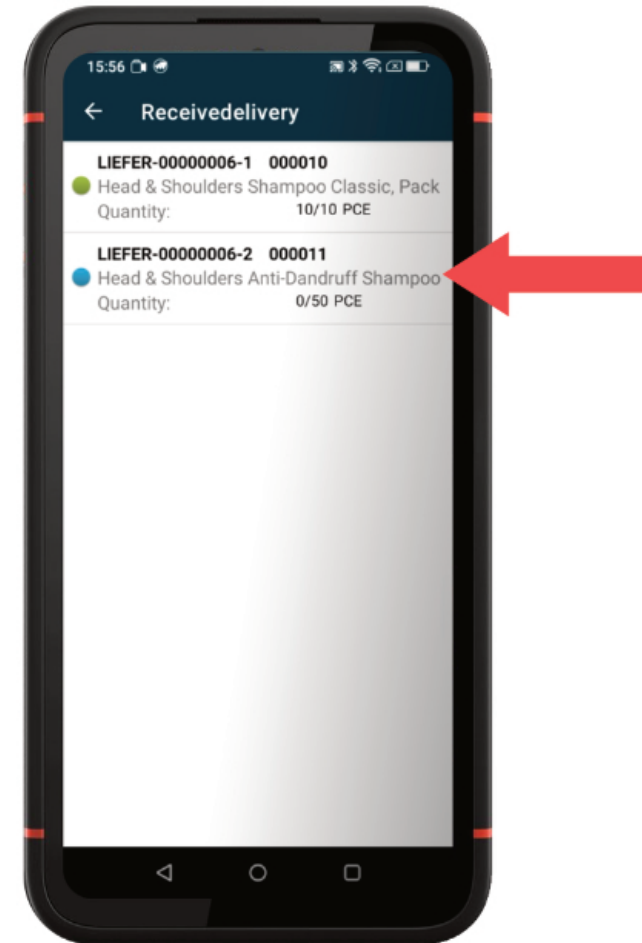 15:56
Receivedelivery
LIEFER-00000006-1 000010
Head & Shoulders Shampoo Classic, Pack
Quantity: 10/10 PCE
LIEFER-00000006-2 000011
Head & Shoulders Anti-Dandruff Shampoo
Quantity: 0/50 PCE